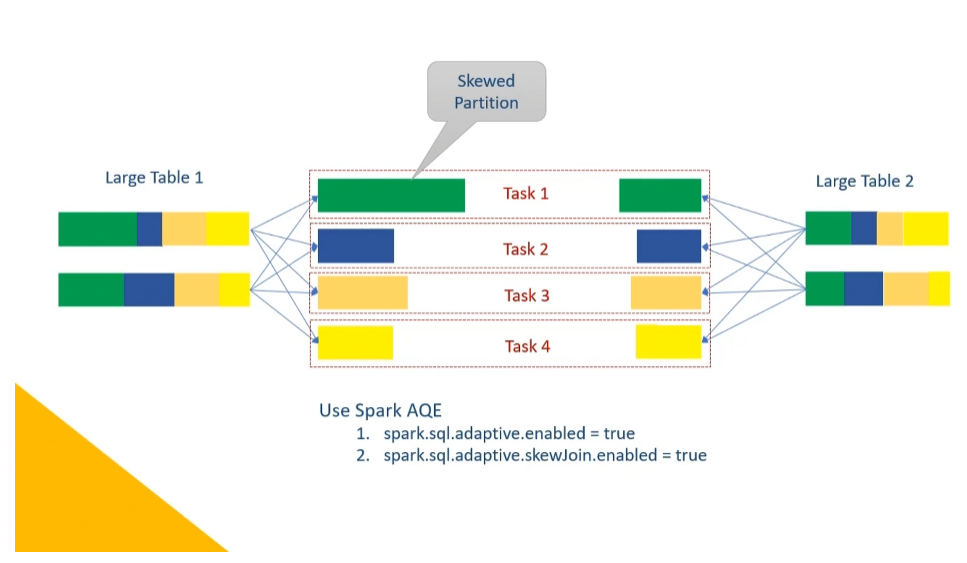 Skewed
Partition
Large Table 1
Large Table 2
Task 1
Task 2
Task 3
Task 4
Use Spark AQE
1. spark.sql.adaptive.enabled = true
2. spark.sql.adaptive.skewJoin.enabled = true